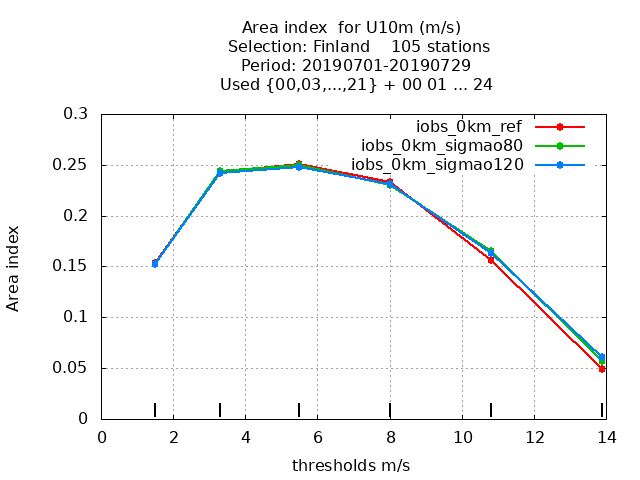 Area index  for U10m (m/s)
Selection: Finland    105 stations
Period: 20190701-20190729
Used {00,03,...,21} + 00 01 ... 24
iobs_0km_ref
iobs_0km_sigmao80
iobs_0km_sigmao120
Area index
0.3
0.25
0.2
0.15
0.1
0.05
0
0 2 4 6 8 10 12 14
thresholds m/s